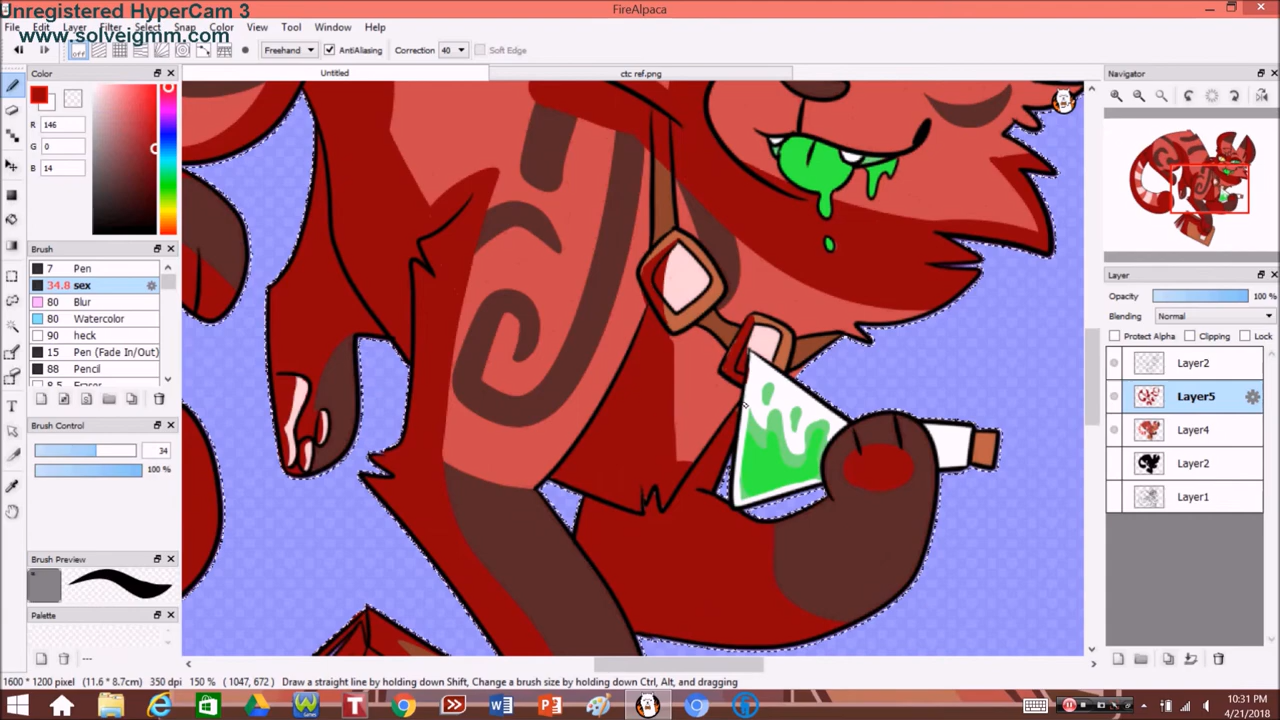 Unregistered HyperCam 3
www.solveigmm.com
FireAlpaca
File Edit Layer Filter Select Snap Color View Tool Window Help
off Freehand AntiAliasing Correction 40 Soft Edge
Untitled ctc ref.png
Color
R 146
G 0
B 14
Brush
7 Pen
34.8 sex
80 Blur
80 Watercolor
90 heck
15 Pen (Fade In/Out)
88 Pencil
8.5 Eraser
Brush Control
34
100 %
Brush Preview
Palette
---
Navigator
Layer
Opacity 100 %
Blending Normal
Protect Alpha Clipping Lock
Layer2
Layer5
Layer4
Layer2
Layer1
1600 * 1200 pixel (11.6 * 8.7cm) 350 dpi 150 % ( 1047, 672 ) Draw a straight line by holding down Shift, Change a brush size by holding down Ctrl, Alt, and dragging
10:31 PM
4/21/2018